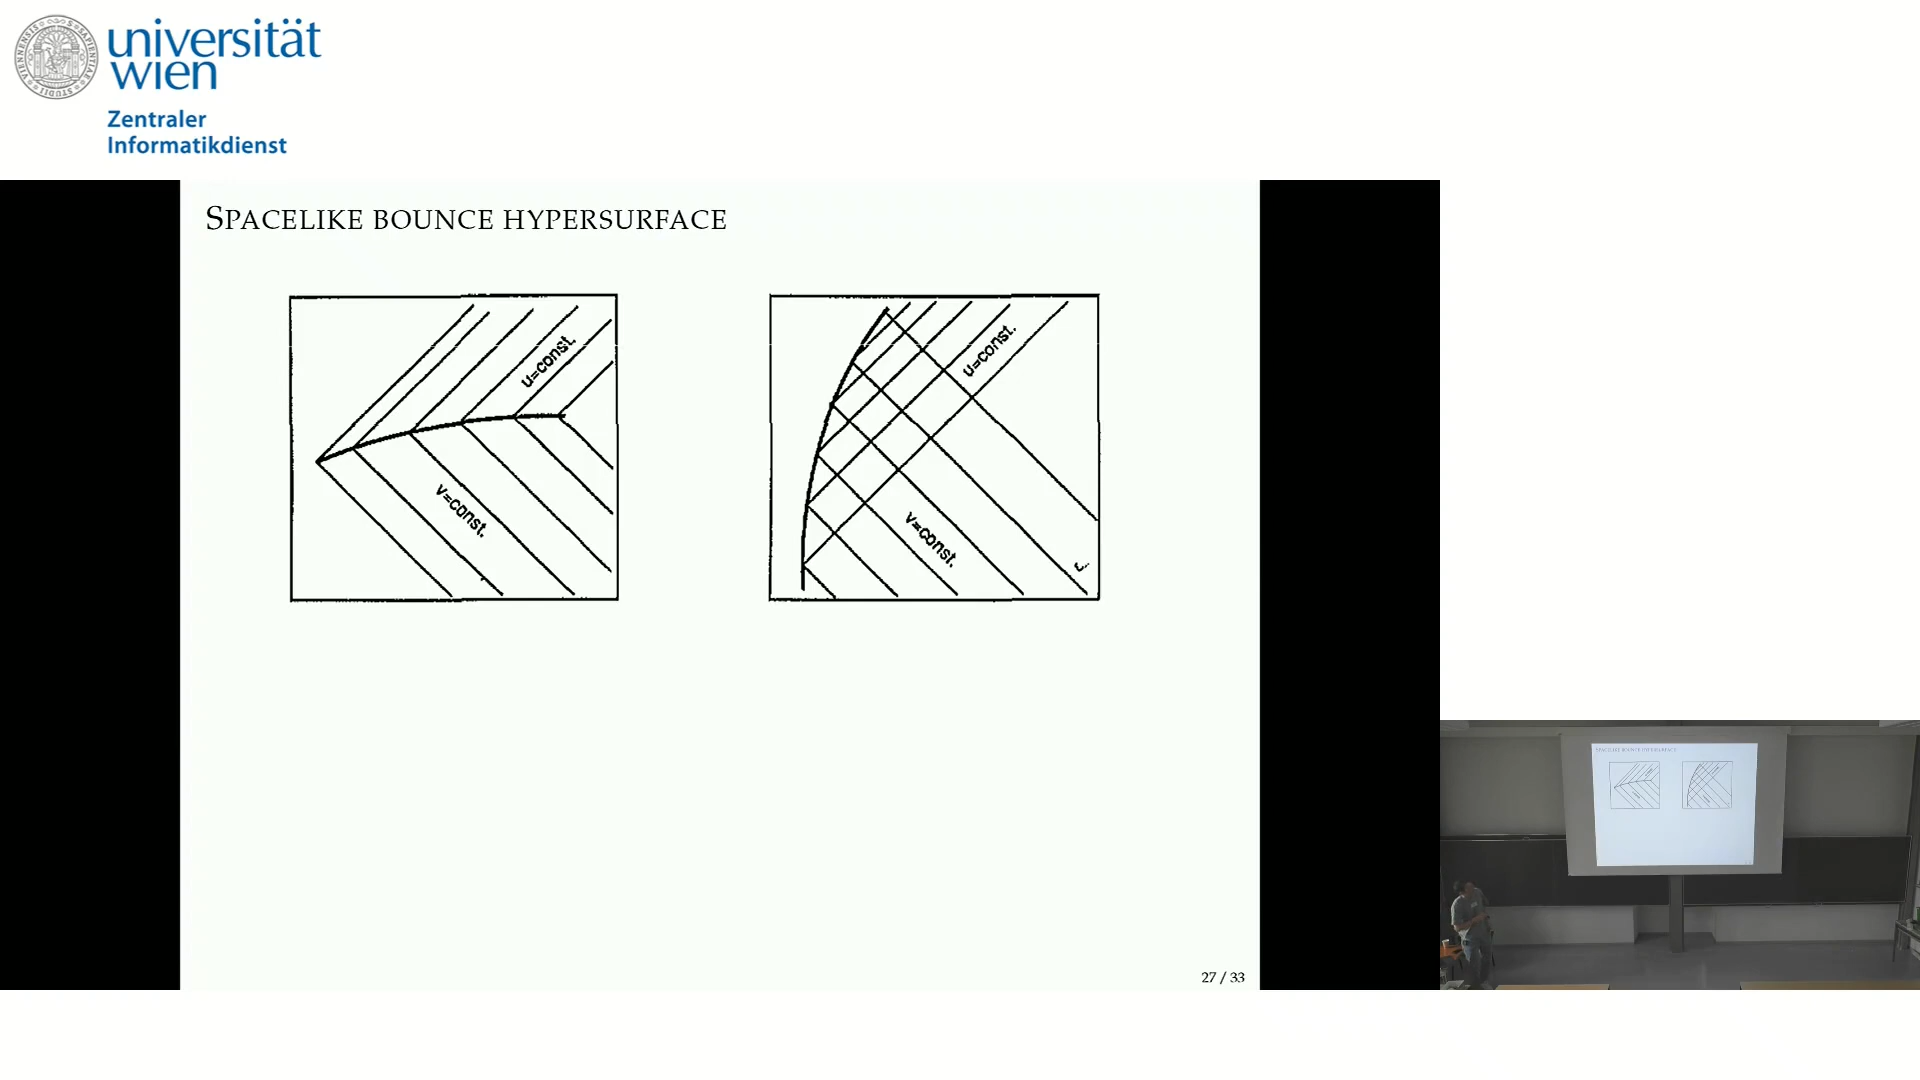 universität
wien
Zentraler
Informatikdienst
SPACELIKE BOUNCE HYPERSURFACE
u=const.
v=const.
u=const.
v=const.
27 / 33